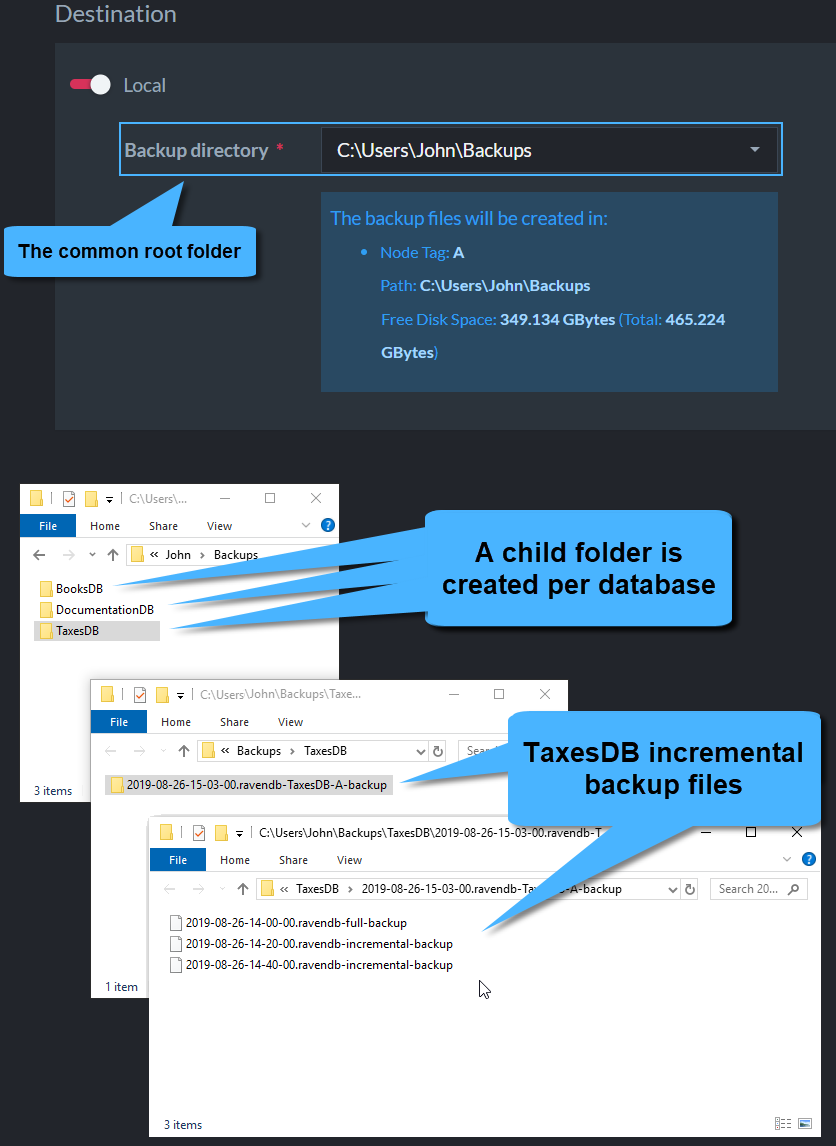 Destination
Local
Backup directory *
C:\Users\John\Backups
The common root folder
The backup files will be created in:
• Node Tag: A
Path: C:\Users\John\Backups
Free Disk Space: 349.134 GBytes (Total: 465.224
GBytes)
C:\Users\...
File Home Share View
« John › Backups
BooksDB
DocumentationDB
TaxesDB
3 items
A child folder is
created per database
C:\Users\John\Backups\Taxe...
File Home Share View
« Backups › TaxesDB
2019-08-26-15-03-00.ravendb-TaxesDB-A-backup
1 item
TaxesDB incremental
backup files
C:\Users\John\Backups\TaxesDB\2019-08-26-15-03-00.ravendb-T
File Home Share View
« TaxesDB › 2019-08-26-15-03-00.ravendb-Ta A-backup
Search 20...
2019-08-26-14-00-00.ravendb-full-backup
2019-08-26-14-20-00.ravendb-incremental-backup
2019-08-26-14-40-00.ravendb-incremental-backup
3 items